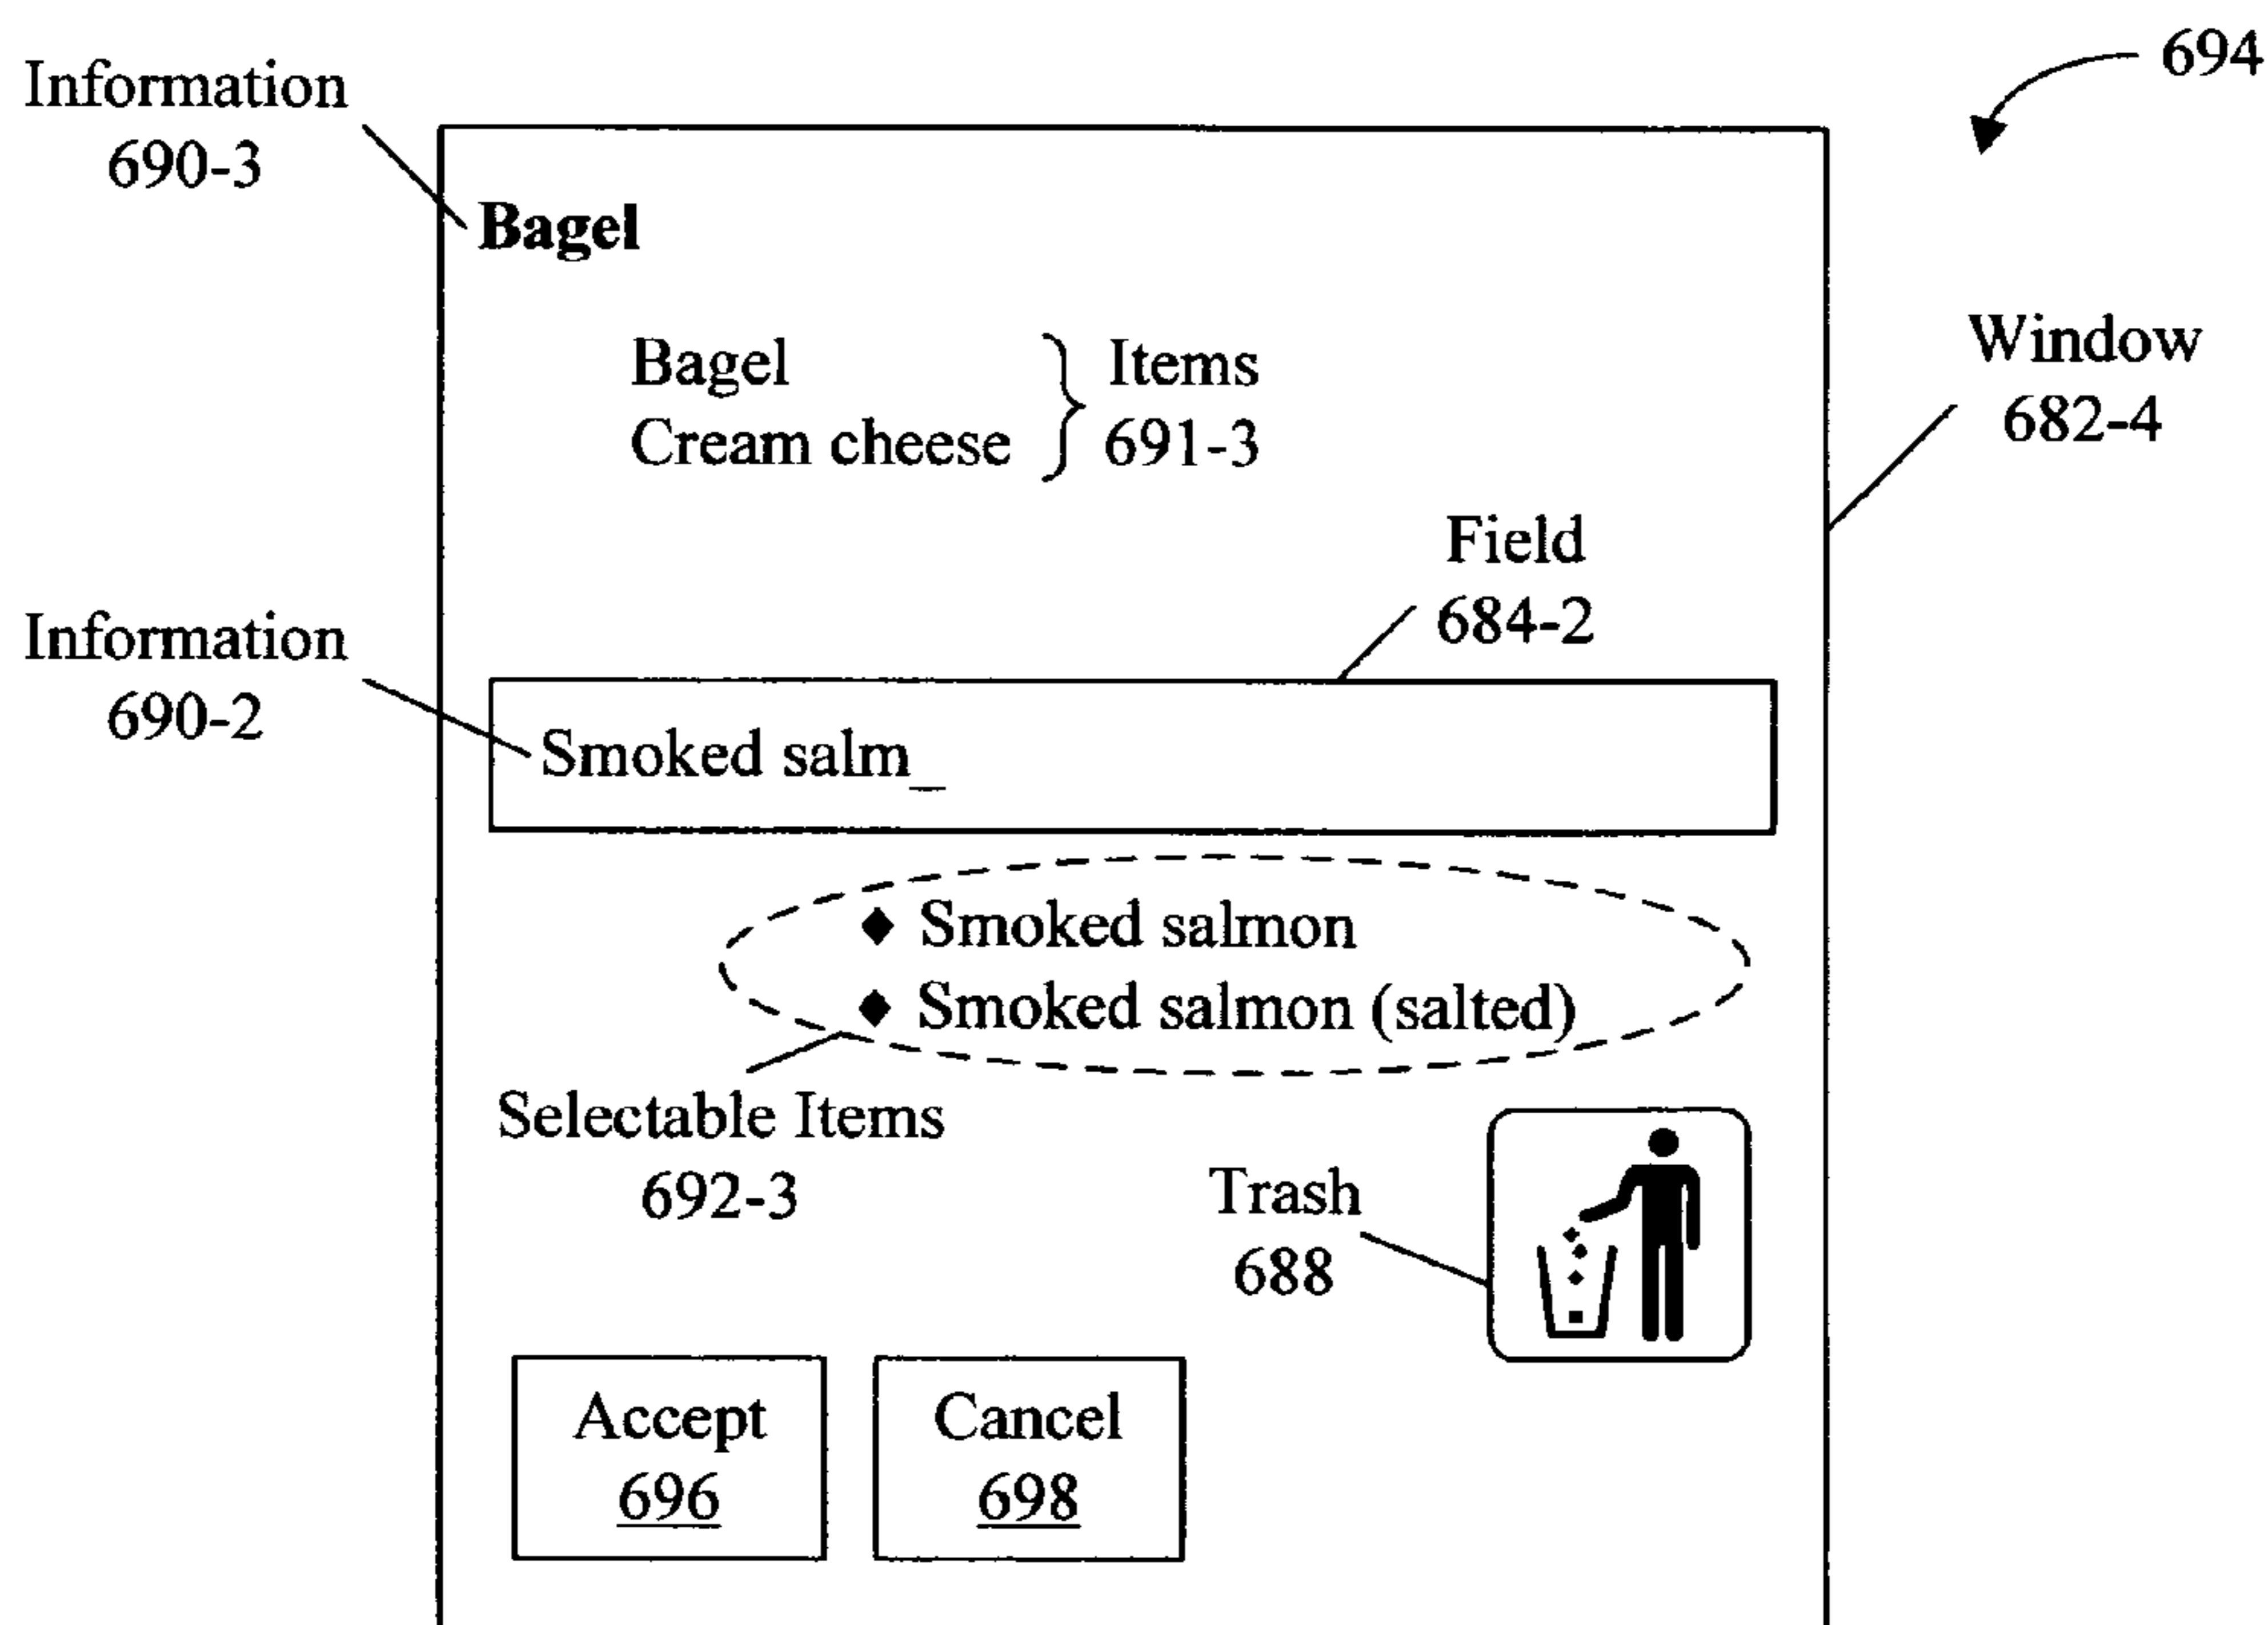 694
Information
690-3
Bagel
Window
682-4
Bagel
Cream cheese
Items
691-3
Field
684-2
Information
690-2
Smoked salm_
♦ Smoked salmon
♦ Smoked salmon (salted)
Selectable Items
692-3
Trash
688
Accept
696
Cancel
698